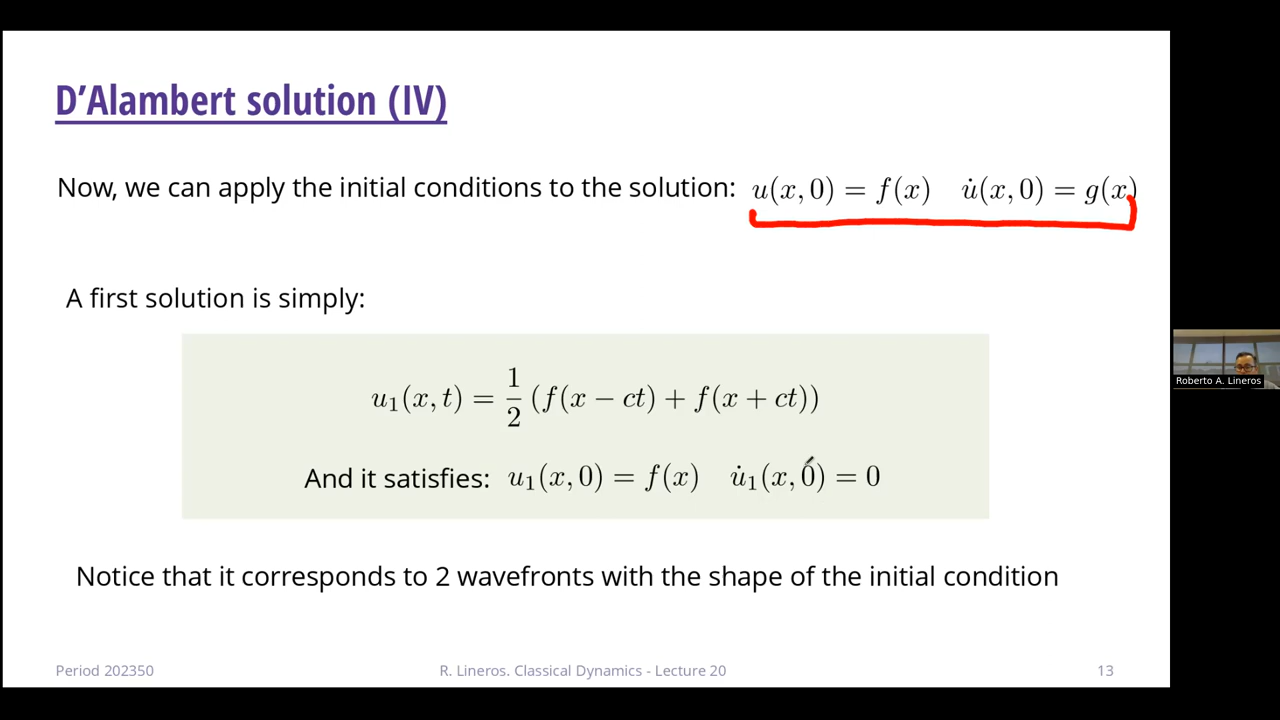 D'Alambert solution (IV)
Now, we can apply the initial conditions to the solution: u(x, 0) = f(x) u̇(x, 0) = g(x)
A first solution is simply:
u₁(x, t) = 1/2 (f(x − ct) + f(x + ct))
And it satisfies: u₁(x, 0) = f(x) u̇₁(x, 0) = 0
Roberto A. Lineros
Notice that it corresponds to 2 wavefronts with the shape of the initial condition
Period 202350 R. Lineros. Classical Dynamics - Lecture 20 13